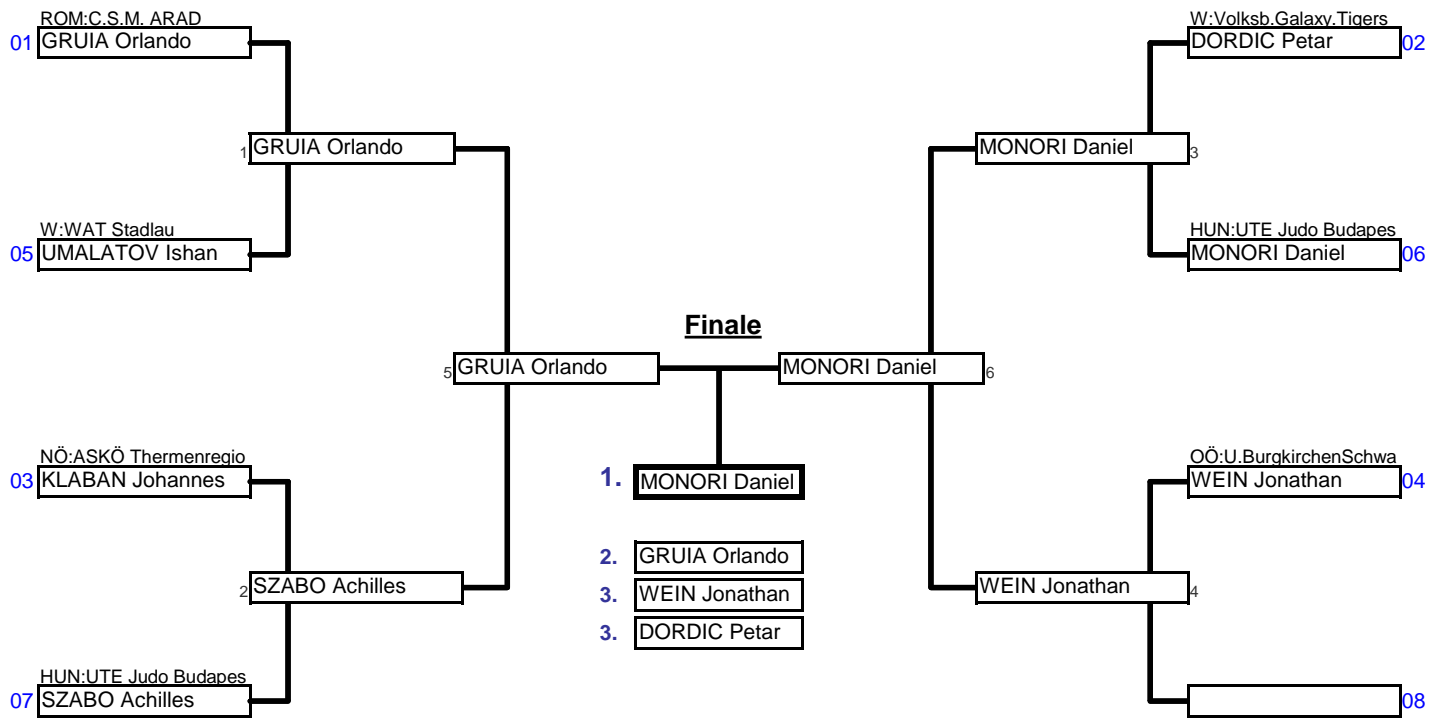 ROM:C.S.M. ARAD
01 GRUIA Orlando
W:Volksb.Galaxy.Tigers
DORDIC Petar 02
1 GRUIA Orlando
MONORI Daniel 3
W:WAT Stadlau
05 UMALATOV Ishan
HUN:UTE Judo Budapes
MONORI Daniel 06
Finale
5 GRUIA Orlando
MONORI Daniel 6
NÖ:ASKÖ Thermenregio
03 KLABAN Johannes
1. MONORI Daniel
OÖ:U.BurgkirchenSchwa
WEIN Jonathan 04
2. GRUIA Orlando
3. WEIN Jonathan
3. DORDIC Petar
2 SZABO Achilles
WEIN Jonathan 4
HUN:UTE Judo Budapes
07 SZABO Achilles
08